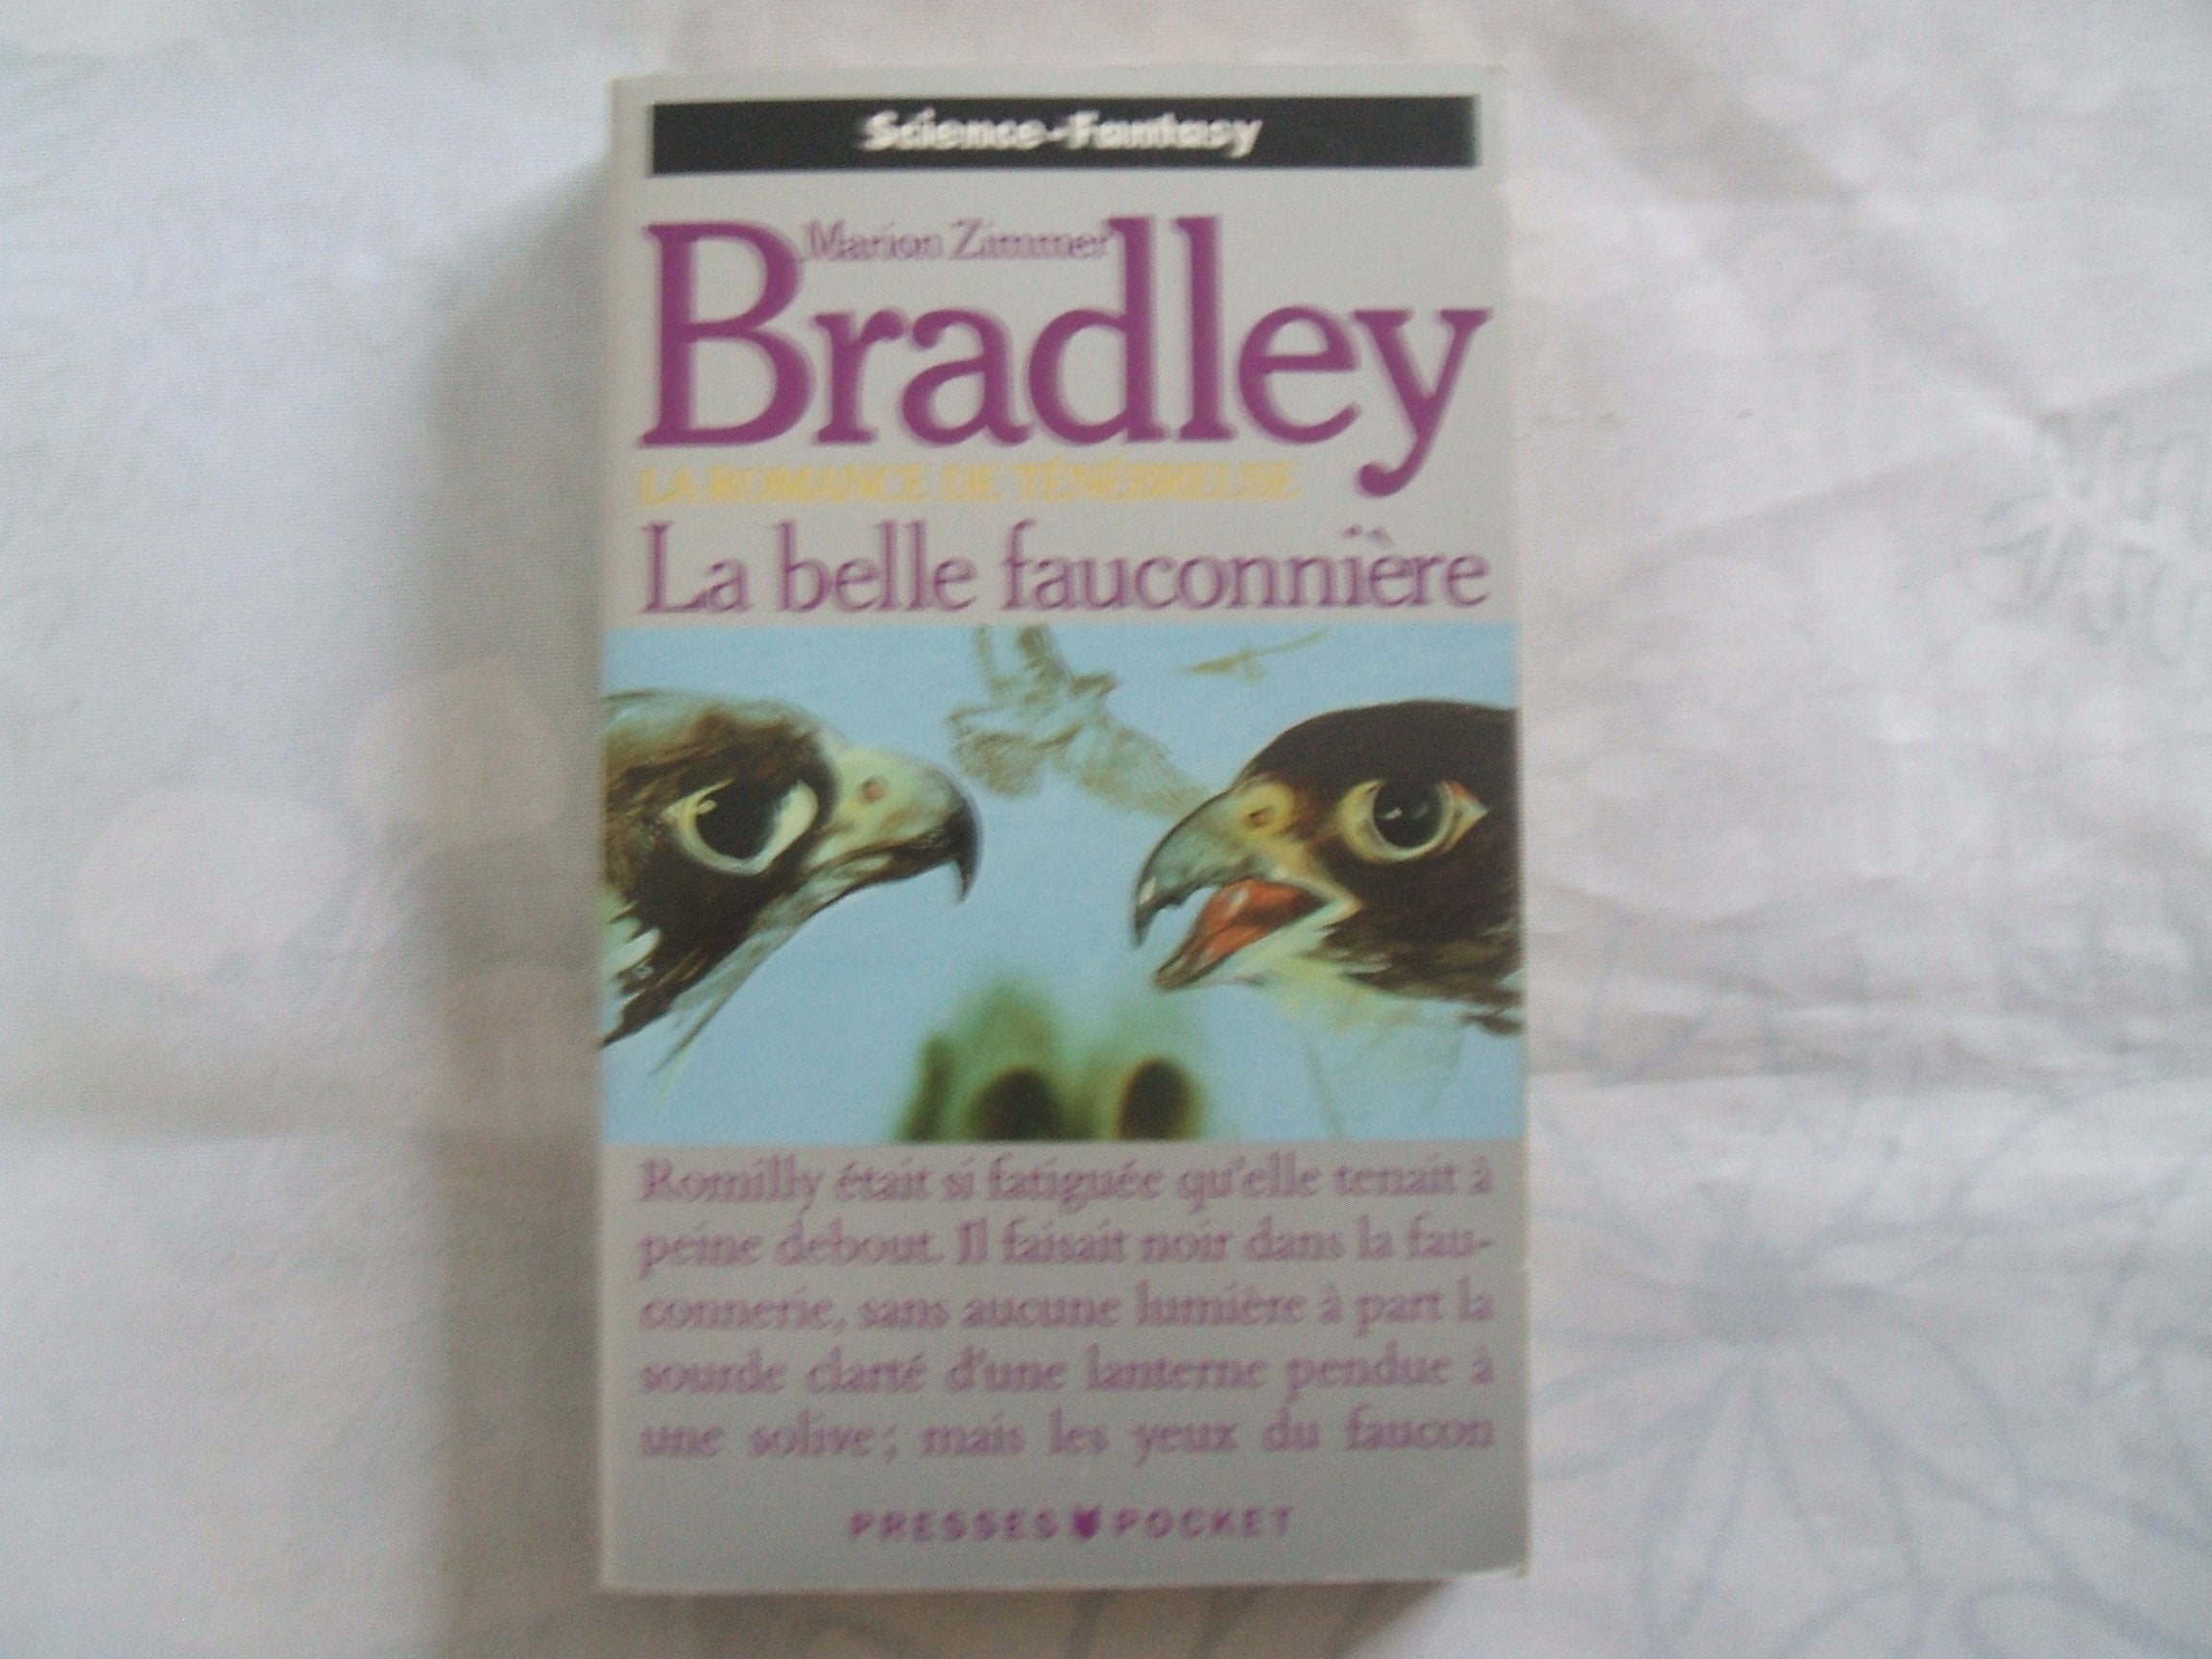 Science-Fantasy
Marion Zimmer
Bradley
LA ROMANCE DE TÉNÉBREUSE
La belle fauconnière
Romilly était si fatiguée qu'elle tenait à
peine debout. Il faisait noir dans la fau-
connerie, sans aucune lumière à part la
sourde clarté d'une lanterne pendue à
une solive; mais les yeux du faucon
PRESSES POCKET